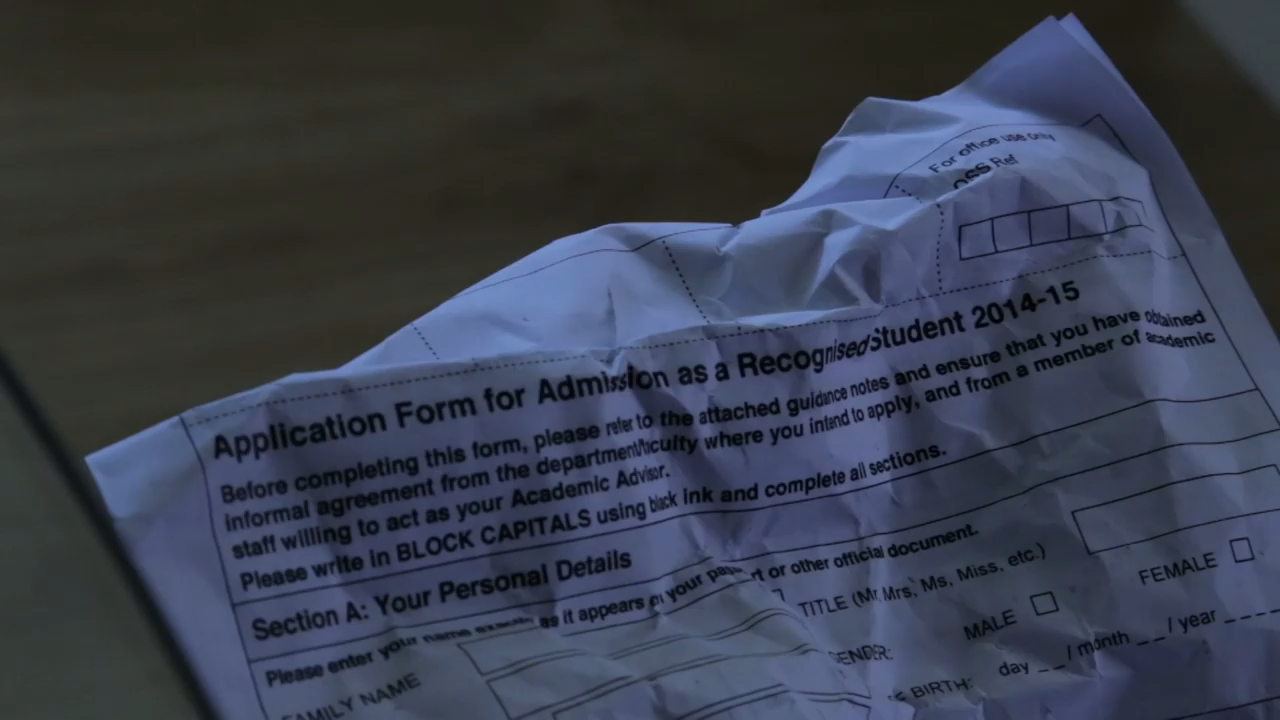 For office use only
OSS Ref
Application Form for Admission as a Recognised Student 2014-15
Before completing this form, please refer to the attached guidance notes and ensure that you have obtained
informal agreement from the department/faculty where you intend to apply, and from a member of academic
staff willing to act as your Academic Advisor.
Please write in BLOCK CAPITALS using black ink and complete all sections.
Section A: Your Personal Details
Please enter your name exactly as it appears on your passport or other official document.
FAMILY NAME
TITLE (Mr, Mrs, Ms, Miss, etc.)
GENDER:
MALE
FEMALE
BIRTH:
day _ _ / month _ _ / year _ _ _ _